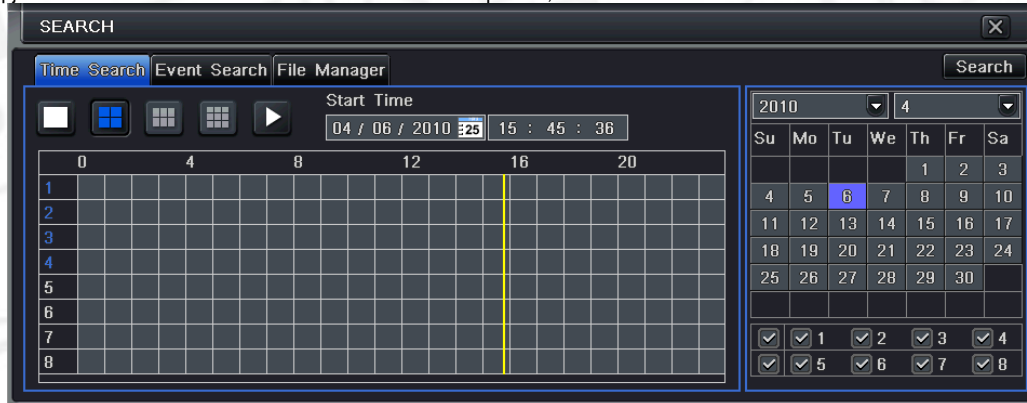 SEARCH
Time Search Event Search File Manager
Search
Start Time
04 / 06 / 2010 25 15 : 45 : 36
0 4 8 12 16 20
1
2
3
4
5
6
7
8
2010 4
Su Mo Tu We Th Fr Sa
1 2 3
4 5 6 7 8 9 10
11 12 13 14 15 16 17
18 19 20 21 22 23 24
25 26 27 28 29 30
1 2 3 4
5 6 7 8